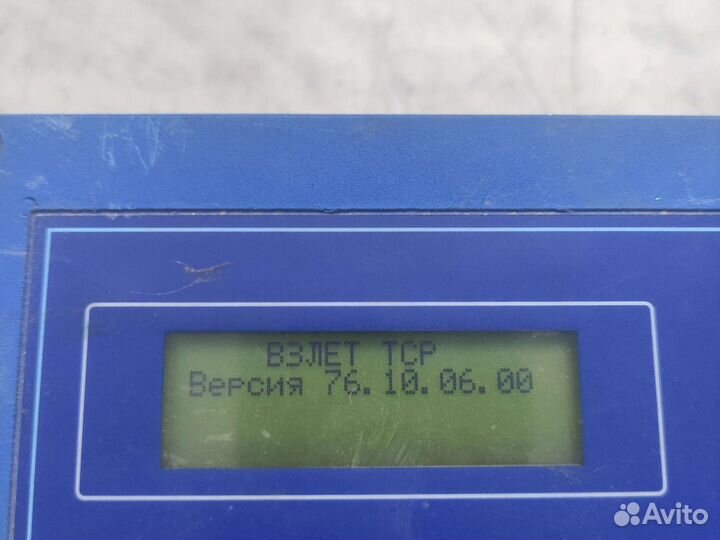 ВЗЛЕТ ТСР
Версия 76.10.06.00
Avito